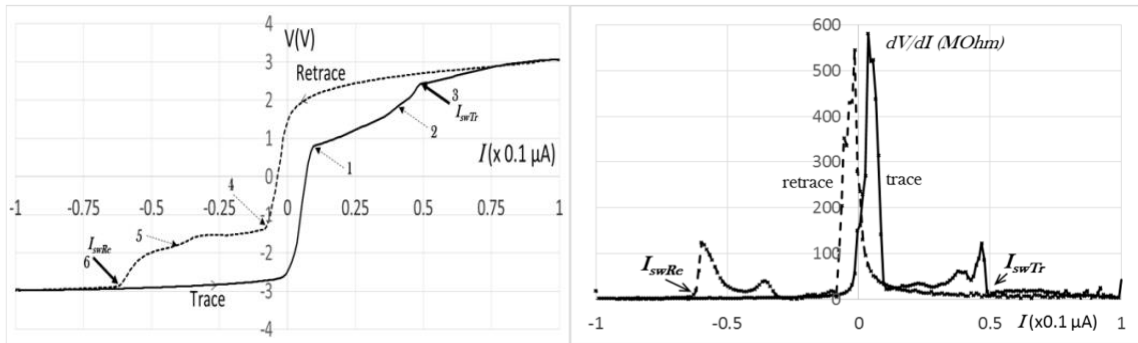 4
V(V)
3
Retrace
2
3
I_swTr
2
1
I (x 0.1 µA)
1
0
-1 -0.75 -0.5 -0.25 0 0.25 0.5 0.75 1
4
-1
5
I_swRe
6
-2
-3
Trace
-4
600
dV/dI (MOhm)
500
400
300
retrace
trace
200
100
I_swRe
I_swTr
0
-1 -0.5 0 0.5 I (x0.1 µA) 1